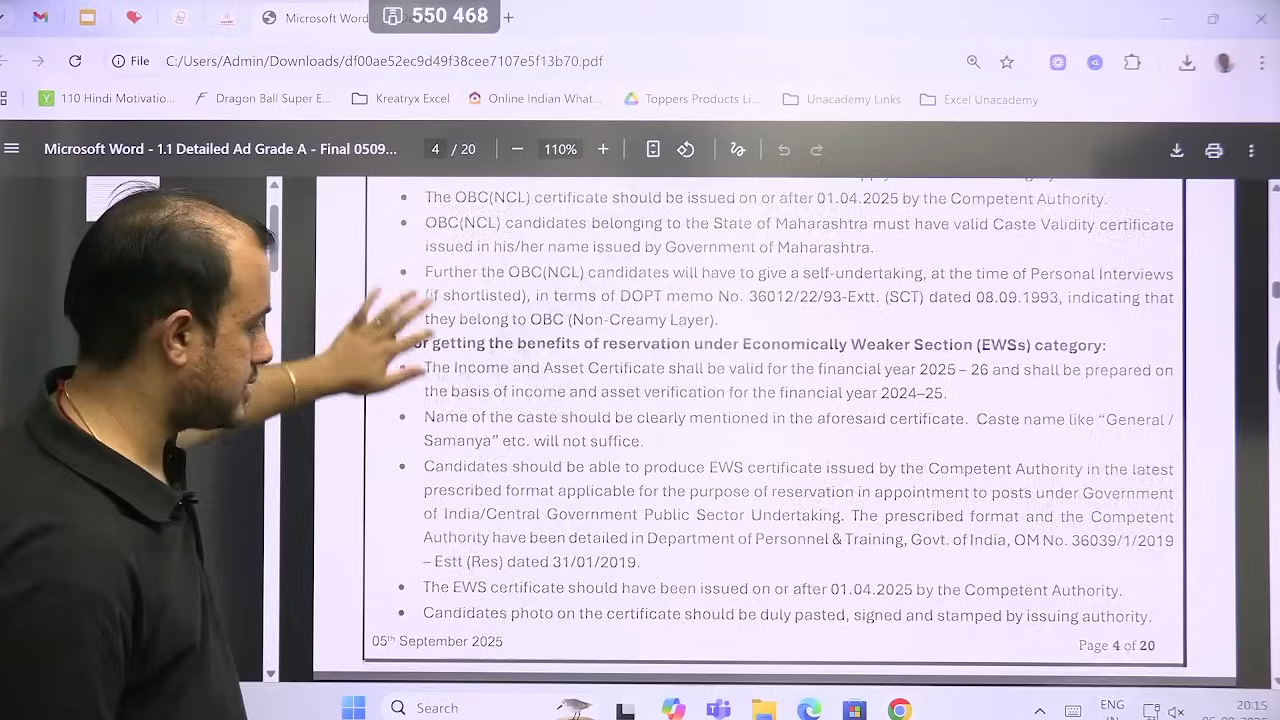 Microsoft Word
550 468
File C:/Users/Admin/Downloads/df00ae52ec9d49f38cee7107e5f13b70.pdf
110 Hindi Motivatio... Dragon Ball Super E... Kreatryx Excel Online Indian What... Toppers Products Li... Unacademy Links Excel Unacademy
Microsoft Word - 1.1 Detailed Ad Grade A - Final 0509... 4 / 20 110%
The OBC(NCL) certificate should be issued on or after 01.04.2025 by the Competent Authority.
OBC(NCL) candidates belonging to the State of Maharashtra must have valid Caste Validity certificate
issued in his/her name issued by Government of Maharashtra.
Further the OBC(NCL) candidates will have to give a self-undertaking, at the time of Personal Interviews
(if shortlisted), in terms of DOPT memo No. 36012/22/93-Extt. (SCT) dated 08.09.1993, indicating that
they belong to OBC (Non-Creamy Layer).
getting the benefits of reservation under Economically Weaker Section (EWSs) category:
The Income and Asset Certificate shall be valid for the financial year 2025 – 26 and shall be prepared on
the basis of income and asset verification for the financial year 2024–25.
Name of the caste should be clearly mentioned in the aforesaid certificate. Caste name like "General /
Samanya" etc. will not suffice.
Candidates should be able to produce EWS certificate issued by the Competent Authority in the latest
prescribed format applicable for the purpose of reservation in appointment to posts under Government
of India/Central Government Public Sector Undertaking. The prescribed format and the Competent
Authority have been detailed in Department of Personnel & Training, Govt. of India, OM No. 36039/1/2019
– Estt (Res) dated 31/01/2019.
The EWS certificate should have been issued on or after 01.04.2025 by the Competent Authority.
Candidates photo on the certificate should be duly pasted, signed and stamped by issuing authority.
05th September 2025
Page 4 of 20
Search
ENG
IN
20:15